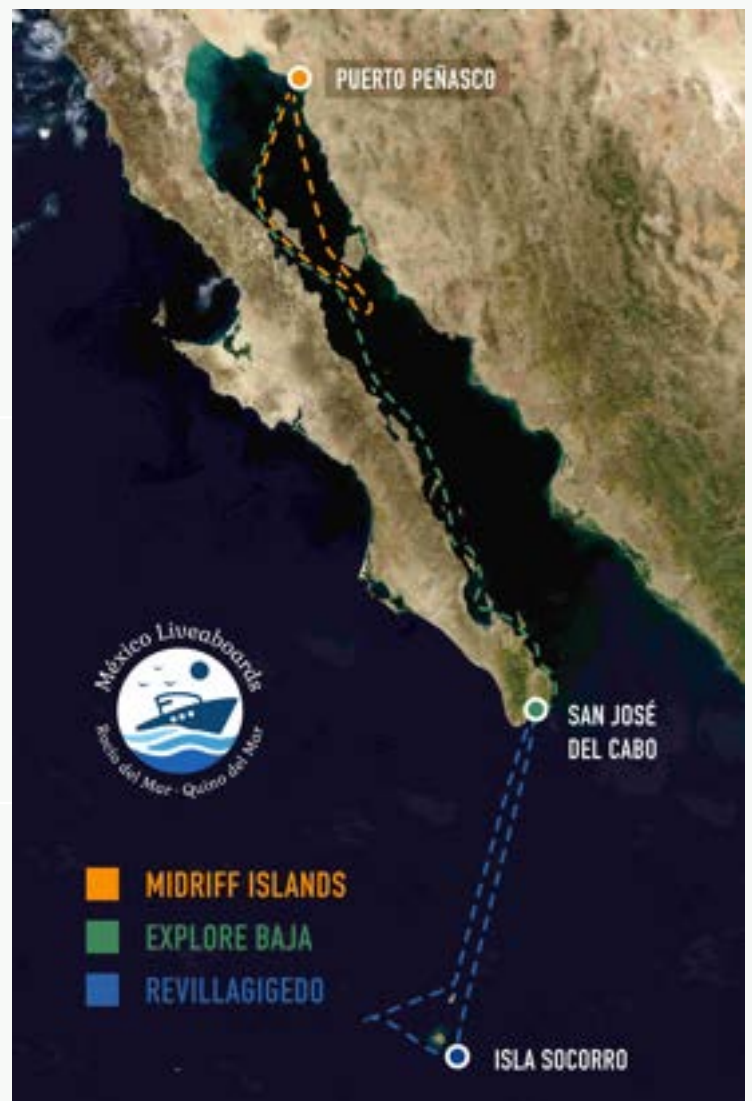 PUERTO PEÑASCO
SAN JOSÉ
DEL CABO
México Liveaboards
Rocio del Mar · Quino del Mar
MIDRIFF ISLANDS
EXPLORE BAJA
REVILLAGIGEDO
ISLA SOCORRO